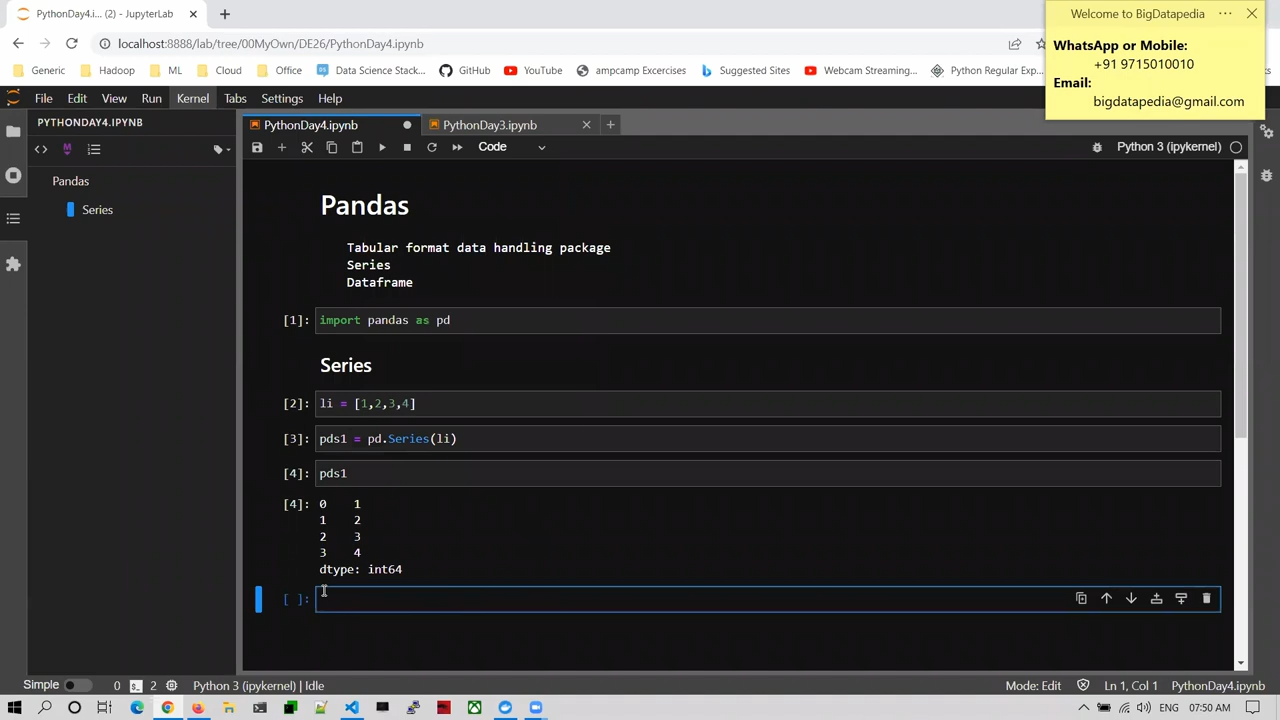 PythonDay4.i... (2) - JupyterLab
Welcome to BigDatapedia
localhost:8888/lab/tree/00MyOwn/DE26/PythonDay4.ipynb
WhatsApp or Mobile:
+91 9715010010
Email:
bigdatapedia@gmail.com
Generic Hadoop ML Cloud Office Data Science Stack... GitHub YouTube ampcamp Excercises Suggested Sites Webcam Streaming... Python Regular Exp...
File Edit View Run Kernel Tabs Settings Help
PYTHONDAY4.IPYNB
PythonDay4.ipynb PythonDay3.ipynb
Code Python 3 (ipykernel)
Pandas
Series
Pandas
Tabular format data handling package
Series
Dataframe
[1]: import pandas as pd
Series
[2]: li = [1,2,3,4]
[3]: pds1 = pd.Series(li)
[4]: pds1
[4]: 0 1
1 2
2 3
3 4
dtype: int64
[ ]:
Simple 0 2 Python 3 (ipykernel) | Idle Mode: Edit Ln 1, Col 1 PythonDay4.ipynb
ENG 07:50 AM